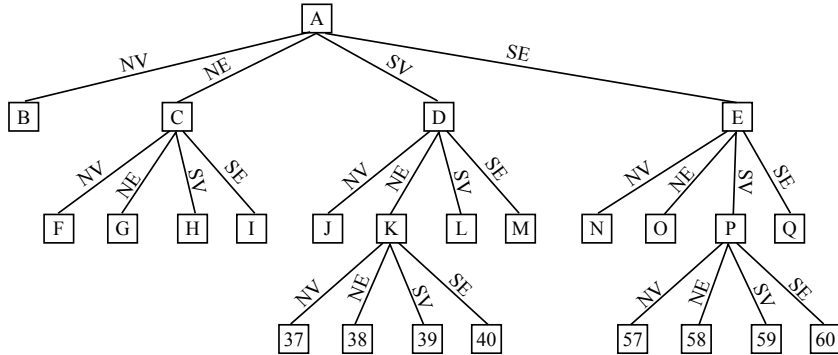 A
NV NE SV SE
B C D E
NV NE SV SE NV NE SV SE NV NE SV SE
F G H I J K L M N O P Q
NV NE SV SE NV NE SV SE
37 38 39 40 57 58 59 60